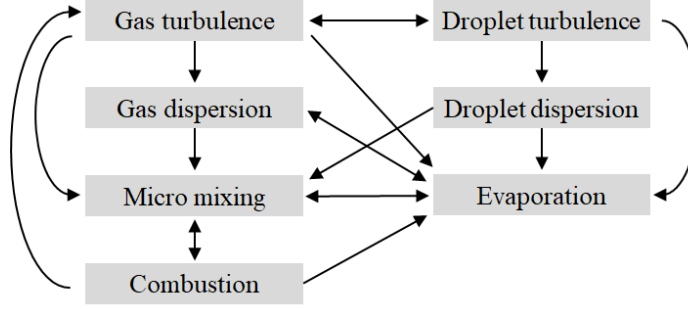 Gas turbulence
Droplet turbulence
Gas dispersion
Droplet dispersion
Micro mixing
Evaporation
Combustion